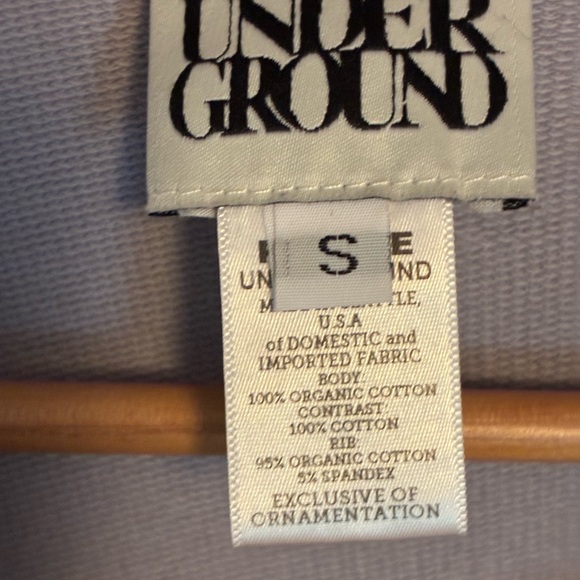 UNDER
GROUND
S
U.S.A
of DOMESTIC and
IMPORTED FABRIC
BODY:
100% ORGANIC COTTON
CONTRAST:
100% COTTON
RIB:
95% ORGANIC COTTON
5% SPANDEX
EXCLUSIVE OF
ORNAMENTATION